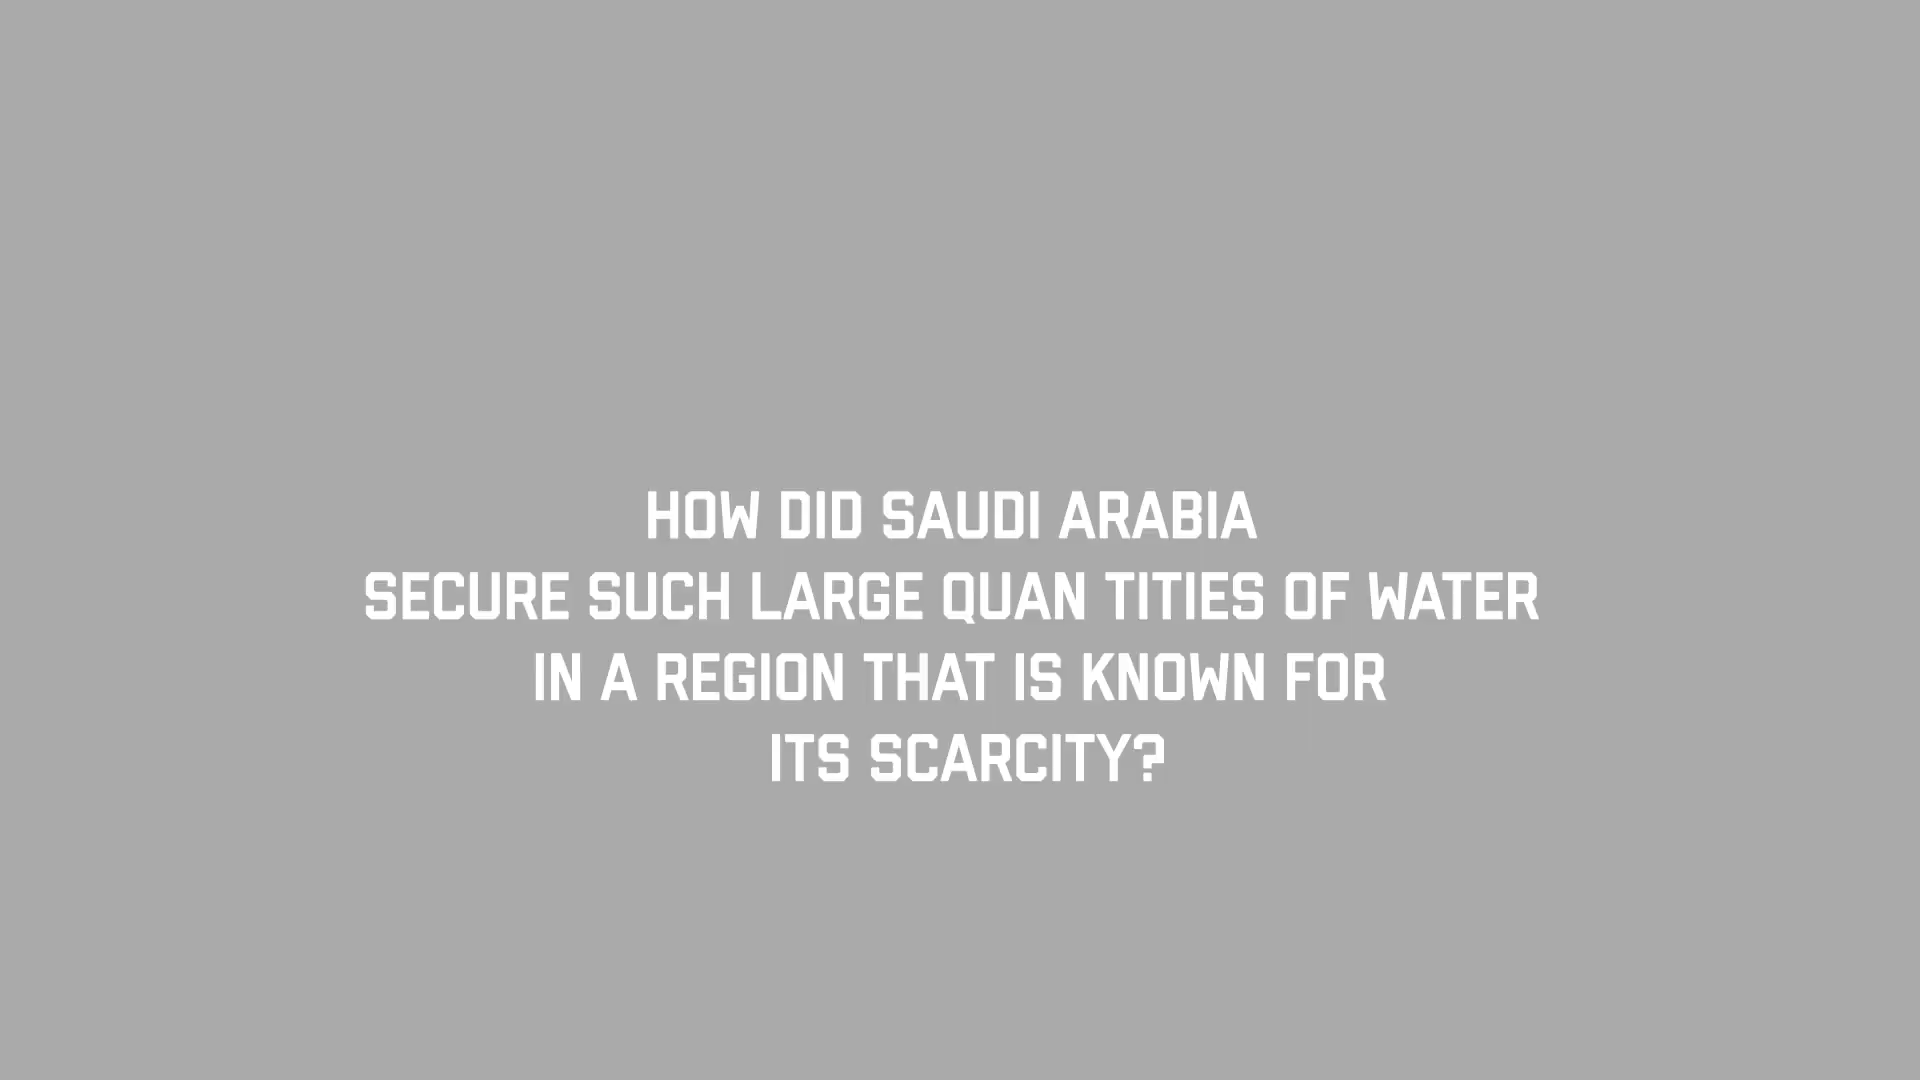 HOW DID SAUDI ARABIA
SECURE SUCH LARGE QUAN TITIES OF WATER
IN A REGION THAT IS KNOWN FOR
ITS SCARCITY?